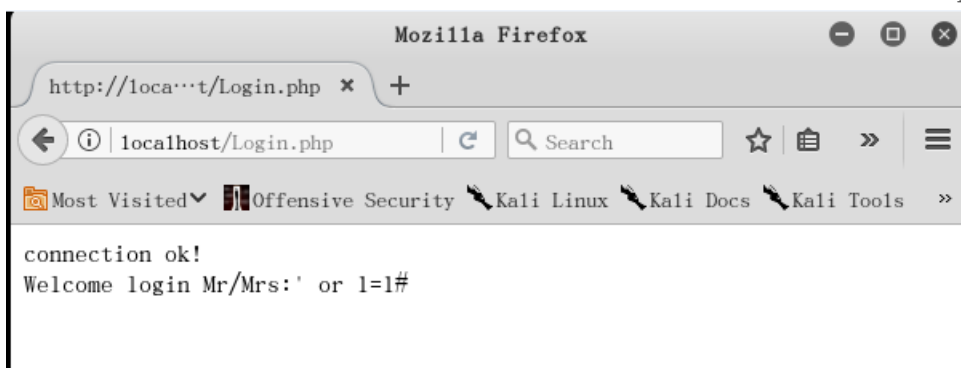 Mozilla Firefox
http://loca…t/Login.php
localhost/Login.php
Search
Most Visited Offensive Security Kali Linux Kali Docs Kali Tools »
connection ok!
Welcome login Mr/Mrs:' or 1=1#